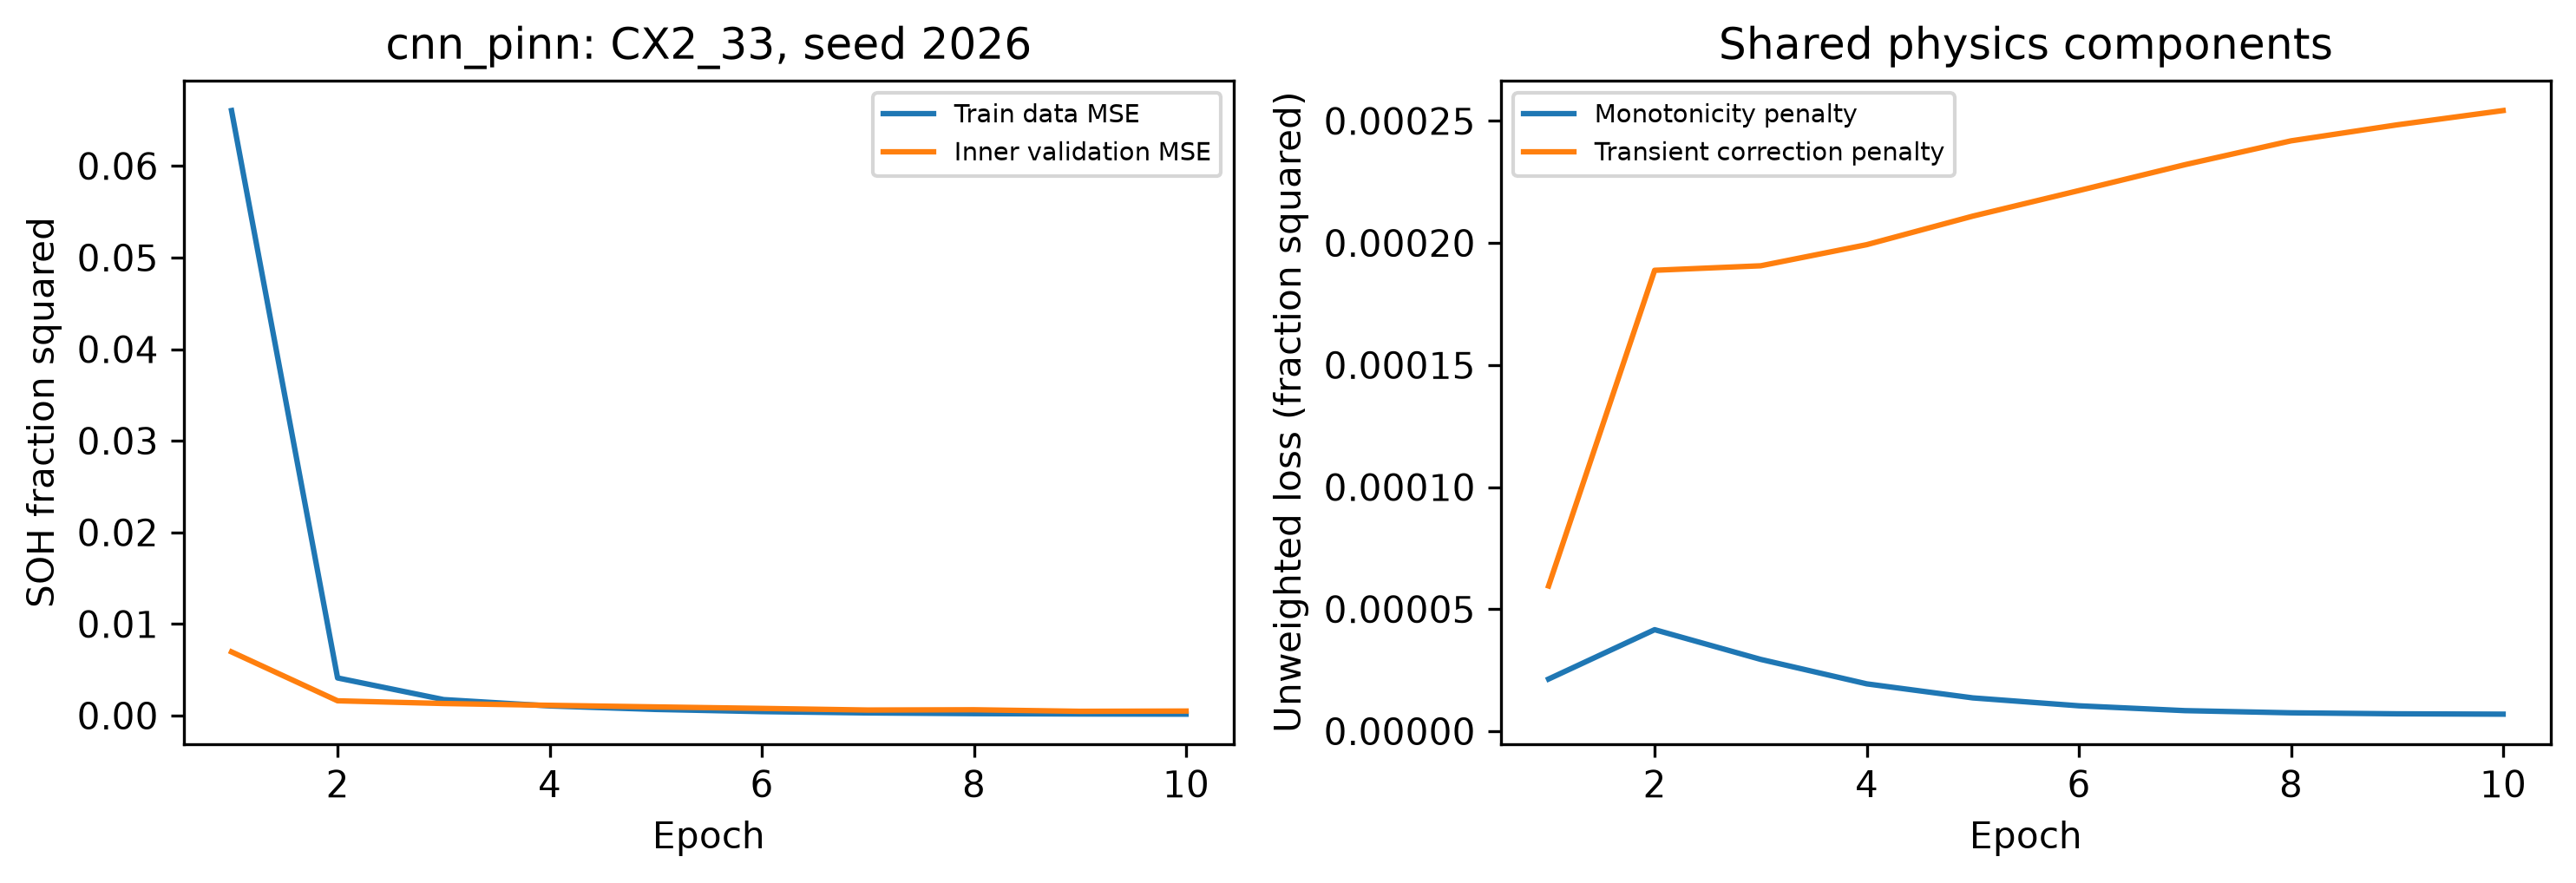 cnn_pinn: CX2_33, seed 2026
SOH fraction squared
0.06
0.05
0.04
0.03
0.02
0.01
0.00
Train data MSE
Inner validation MSE
2 4 6 8 10
Epoch
Shared physics components
Unweighted loss (fraction squared)
0.00025
0.00020
0.00015
0.00010
0.00005
0.00000
Monotonicity penalty
Transient correction penalty
2 4 6 8 10
Epoch